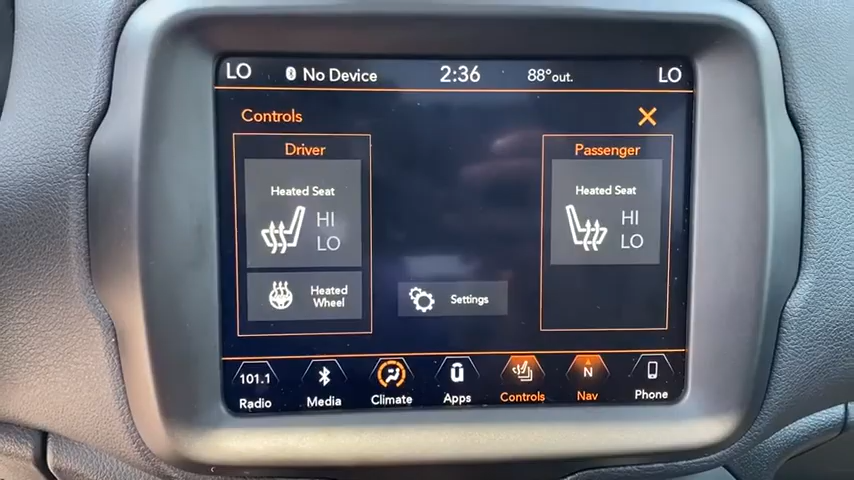 LO No Device 2:36 88°out. LO
Controls
Driver
Heated Seat
HI
LO
Heated
Wheel
Settings
Passenger
Heated Seat
HI
LO
101.1
Radio
Media
Climate
Apps
Controls
N
Nav
Phone